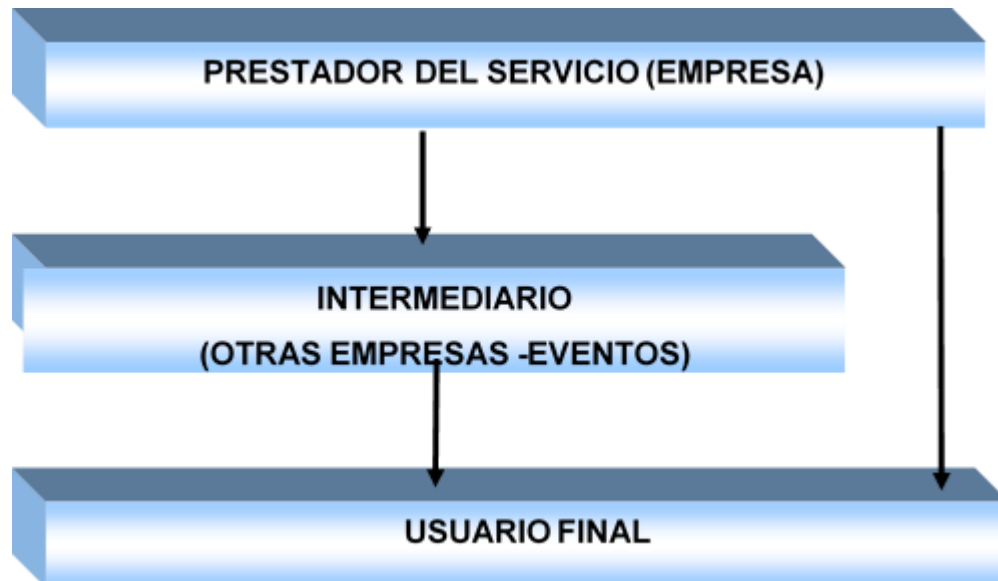 PRESTADOR DEL SERVICIO (EMPRESA)
INTERMEDIARIO
(OTRAS EMPRESAS -EVENTOS)
USUARIO FINAL